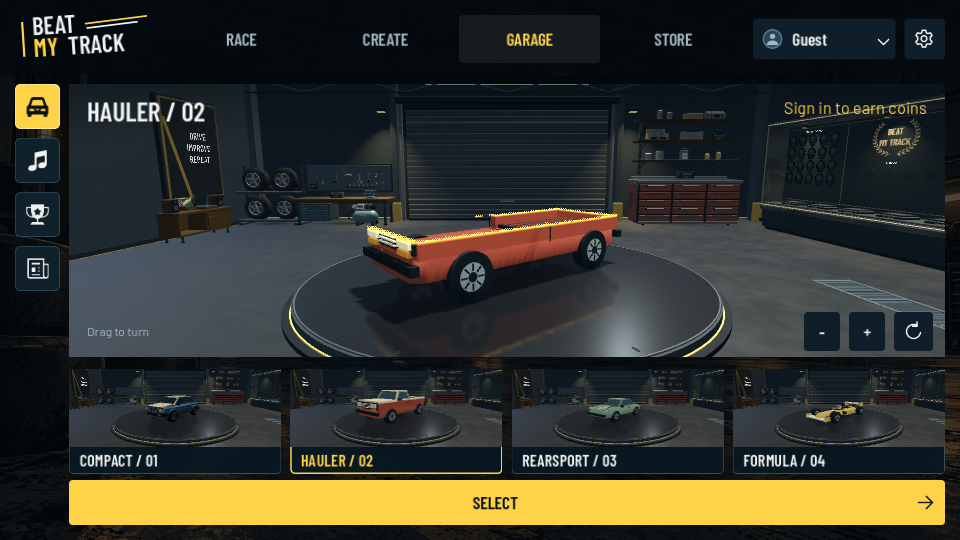 BEAT
MY TRACK
RACE
CREATE
GARAGE
STORE
Guest
HAULER / 02
Sign in to earn coins
DRIVE
IMPROVE
REPEAT
BEAT
MY TRACK
Drag to turn
-
+
COMPACT / 01
HAULER / 02
REARSPORT / 03
FORMULA / 04
SELECT